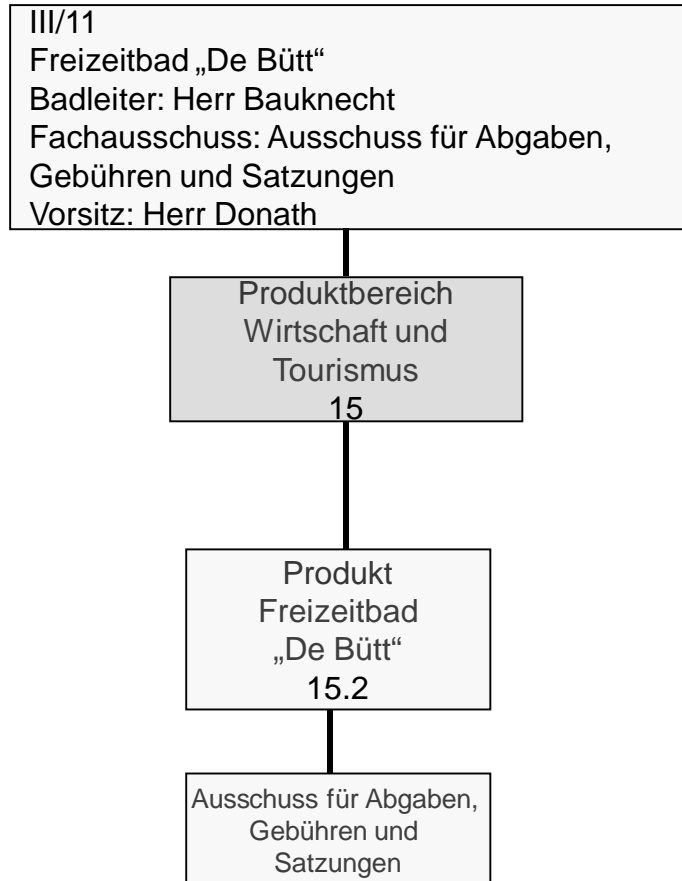 III/11
Freizeitbad „De Bütt“
Badleiter: Herr Bauknecht
Fachausschuss: Ausschuss für Abgaben,
Gebühren und Satzungen
Vorsitz: Herr Donath
Produktbereich
Wirtschaft und
Tourismus
15
Produkt
Freizeitbad
„De Bütt“
15.2
Ausschuss für Abgaben,
Gebühren und
Satzungen